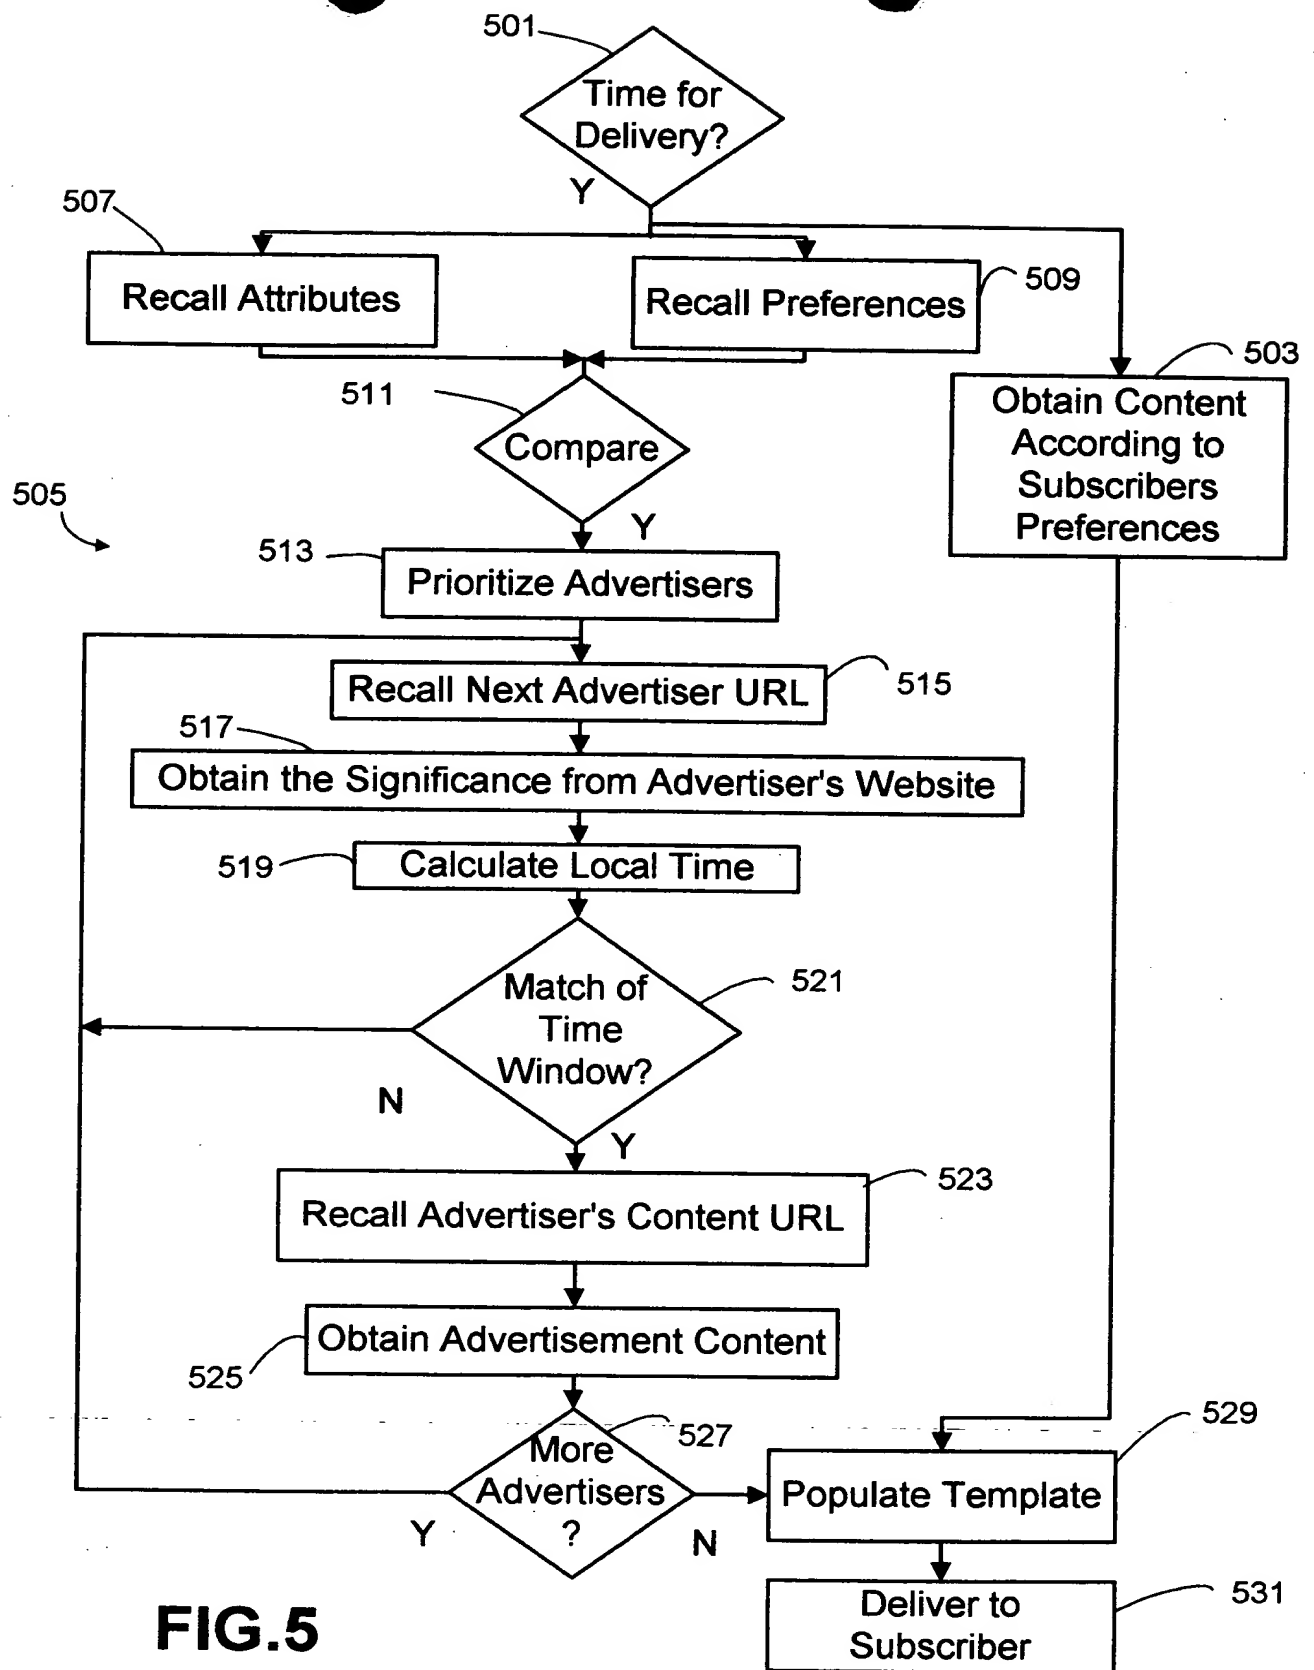 501
Time for
Delivery?
Y
507
Recall Attributes
Recall Preferences
509
503
Obtain Content
According to
Subscribers
Preferences
511
Compare
505
Y
513
Prioritize Advertisers
Recall Next Advertiser URL
515
517
Obtain the Significance from Advertiser's Website
519
Calculate Local Time
Match of
Time
Window?
521
N
Y
523
Recall Advertiser's Content URL
Obtain Advertisement Content
525
527
More
Advertisers
?
Y
N
529
Populate Template
531
Deliver to
Subscriber
FIG.5